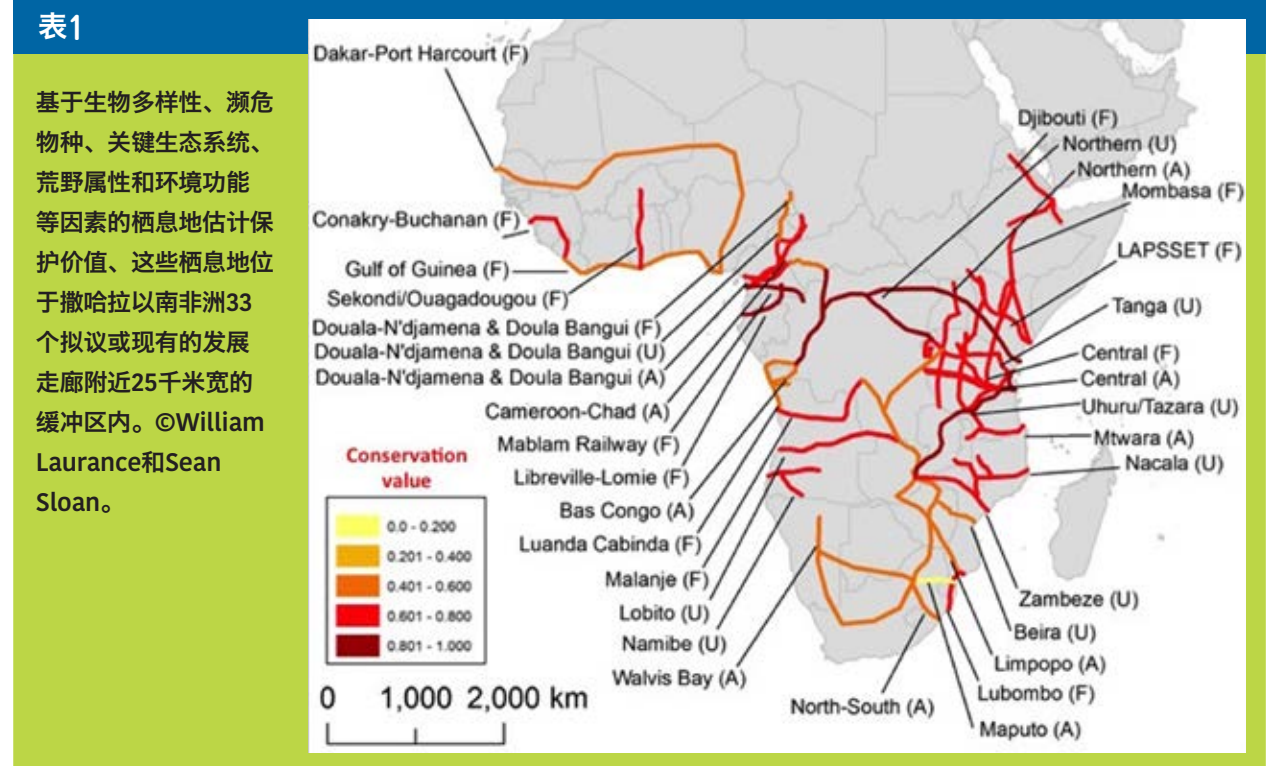 表1
基于生物多样性、濒危
物种、关键生态系统、
荒野属性和环境功能
等因素的栖息地估计保
护价值、这些栖息地位
于撒哈拉以南非洲33
个拟议或现有的发展
走廊附近25千米宽的
缓冲区内。©William
Laurance和Sean
Sloan。
Dakar-Port Harcourt (F)
Conakry-Buchanan (F)
Gulf of Guinea (F)
Sekondi/Ouagadougou (F)
Douala-N'djamena & Doula Bangui (F)
Douala-N'djamena & Doula Bangui (U)
Douala-N'djamena & Doula Bangui (A)
Cameroon-Chad (A)
Mablam Railway (F)
Libreville-Lomie (F)
Bas Congo (A)
Luanda Cabinda (F)
Malanje (F)
Lobito (U)
Namibe (U)
Walvis Bay (A)
Djibouti (F)
Northern (U)
Northern (A)
Mombasa (F)
LAPSSET (F)
Tanga (U)
Central (F)
Central (A)
Uhuru/Tazara (U)
Mtwara (A)
Nacala (U)
Zambeze (U)
Beira (U)
Limpopo (A)
Lubombo (F)
Maputo (A)
North-South (A)
Conservation
value
0.0 - 0.200
0.201 - 0.400
0.401 - 0.600
0.601 - 0.800
0.801 - 1.000
0 1,000 2,000 km